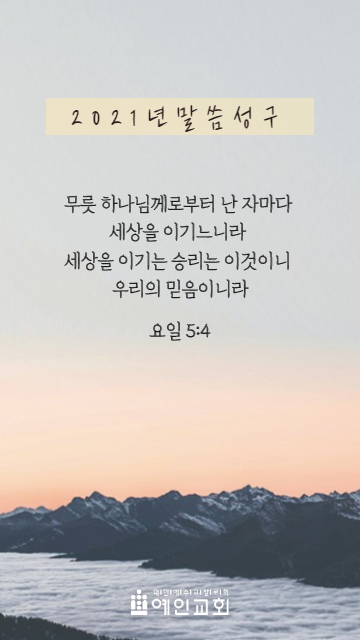 2021년말씀성구
무릇 하나님께로부터 난 자마다
세상을 이기느니라
세상을 이기는 승리는 이것이니
우리의 믿음이니라
요일 5:4
예인교회